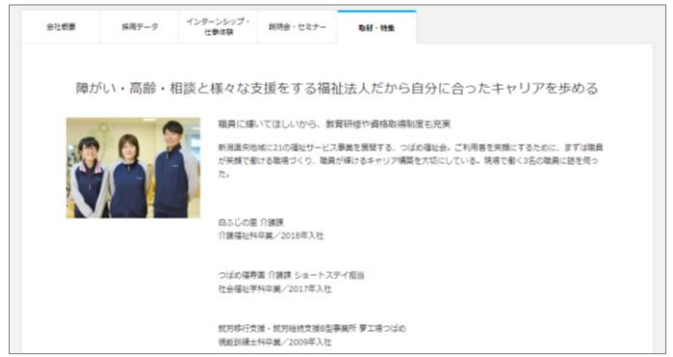 会社概要
採用データ
インターンシップ・
仕事体験
説明会・セミナー
取材・特集
障がい・高齢・相談と様々な支援をする福祉法人だから自分に合ったキャリアを歩める
職員に輝いてほしいから、教育研修や資格取得制度も充実
新潟県央地域に21の福祉サービス事業を展開する、つばめ福祉会。ご利用者を笑顔にするために、まずは職員
が笑顔で働ける職場づくり、職員が輝けるキャリア構築を大切にしている。現場で働く3名の職員に話を伺っ
た。
白ふじの里 介護課
介護福祉科卒業／2018年入社
つばめ福寿園 介護課 ショートステイ担当
社会福祉学科卒業／2017年入社
就労移行支援・就労継続支援B型事業所 夢工場つばめ
機能訓練士科卒業／2009年入社